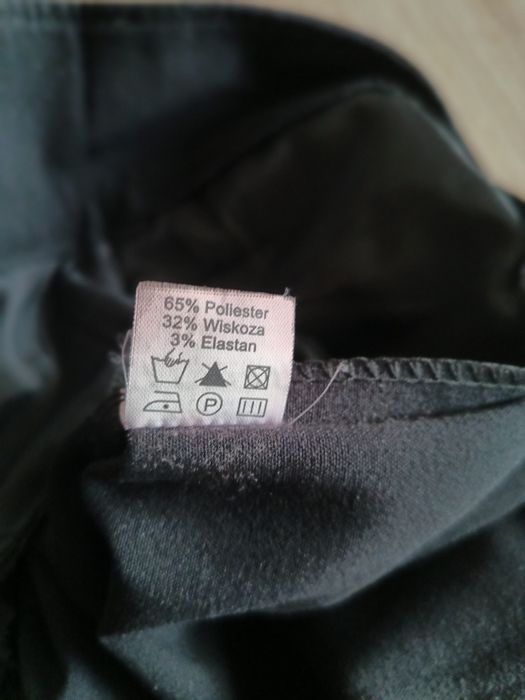 65% Poliester
32% Wiskoza
3% Elastan
P